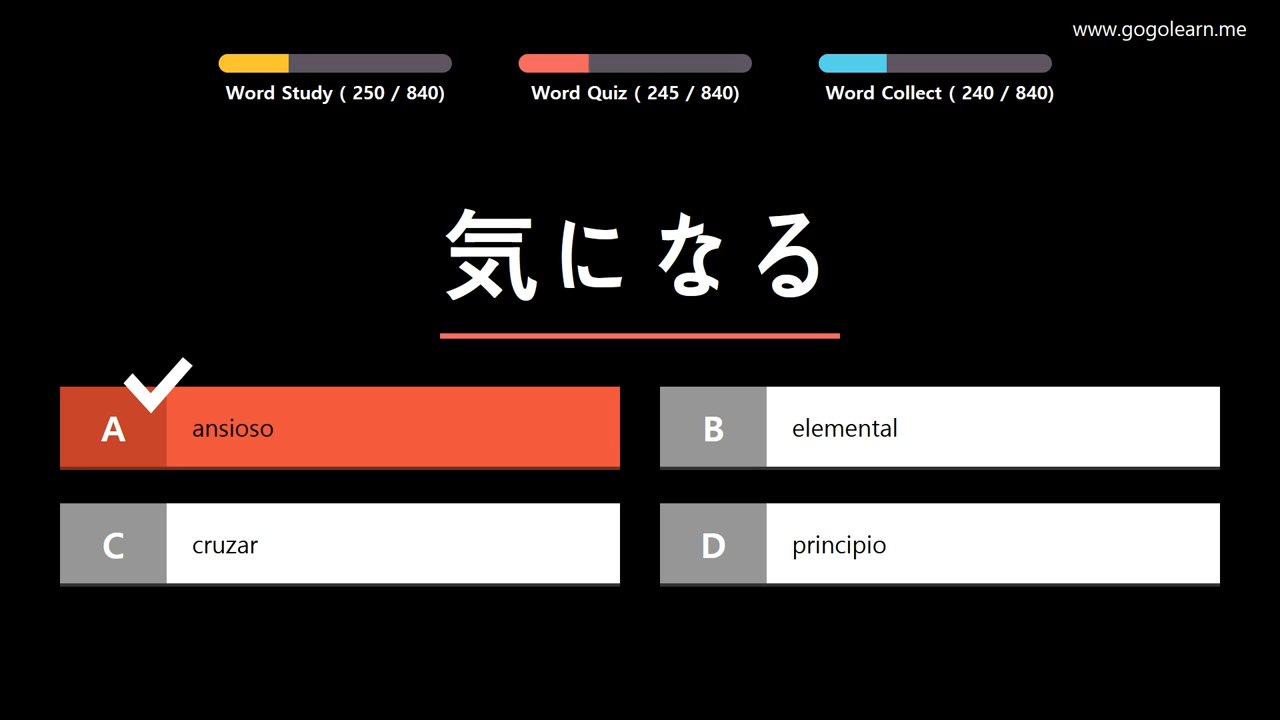 www.gogolearn.me
Word Study ( 250 / 840)
Word Quiz ( 245 / 840)
Word Collect ( 240 / 840)
気になる
A ansioso
B elemental
C cruzar
D principio